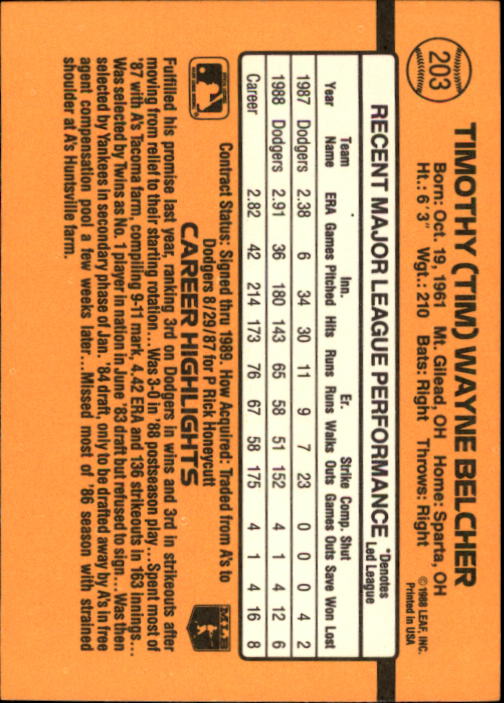 203
TIMOTHY (TIM) WAYNE BELCHER
Born: Oct. 19, 1961 Mt. Gilead, OH Home: Sparta, OH
Ht.: 6'3" Wgt.: 210 Bats: Right Throws: Right
© 1988 LEAF, INC.
Printed in USA
RECENT MAJOR LEAGUE PERFORMANCE
*Denotes
Led League
Team Inn. Er. Strike Comp. Shut
Year Name ERA Games Pitched Hits Runs Runs Walks Outs Games Outs Save Won Lost
1987 Dodgers 2.38 6 34 30 11 9 7 23 0 0 0 4 2
1988 Dodgers 2.91 36 180 143 65 58 51 152 4 1 4 12 6
Career 2.82 42 214 173 76 67 58 175 4 1 4 16 8
Contract Status: Signed thru 1989. How Acquired: Traded from A's to
Dodgers 8/29/87 for P Rick Honeycutt
CAREER HIGHLIGHTS
MLB
Fulfilled his promise last year, ranking 3rd on Dodgers in wins and 3rd in strikeouts after
moving from relief to their starting rotation...Was 3-0 in '88 postseason play...Spent most of
'87 with A's Tacoma farm, compiling 9-11 mark, 4.42 ERA and 136 strikeouts in 163 innings...
Was selected by Twins as No. 1 player in nation in June '83 draft but refused to sign...Was then
selected by Yankees in secondary phase of Jan. '84 draft, only to be drafted away by A's in free
agent compensation pool a few weeks later...Missed most of '86 season with strained
shoulder at A's Huntsville farm.